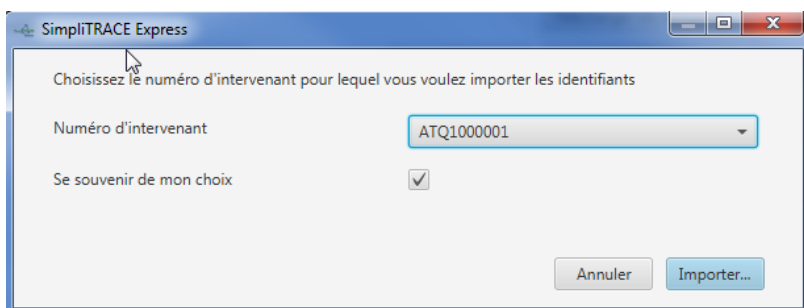 SimpliTRACE Express
Choisissez le numéro d'intervenant pour lequel vous voulez importer les identifiants
Numéro d'intervenant
ATQ1000001
Se souvenir de mon choix
Annuler
Importer...